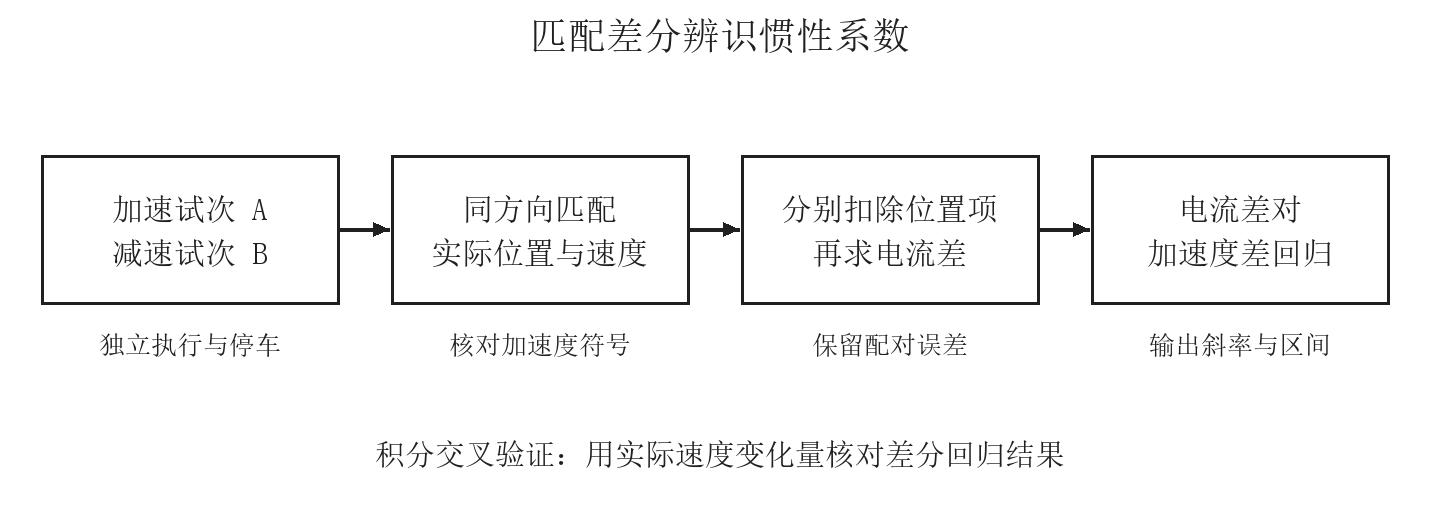 匹配差分辨识惯性系数
加速试次 A
减速试次 B
同方向匹配
实际位置与速度
分别扣除位置项
再求电流差
电流差对
加速度差回归
独立执行与停车
核对加速度符号
保留配对误差
输出斜率与区间
积分交叉验证：用实际速度变化量核对差分回归结果